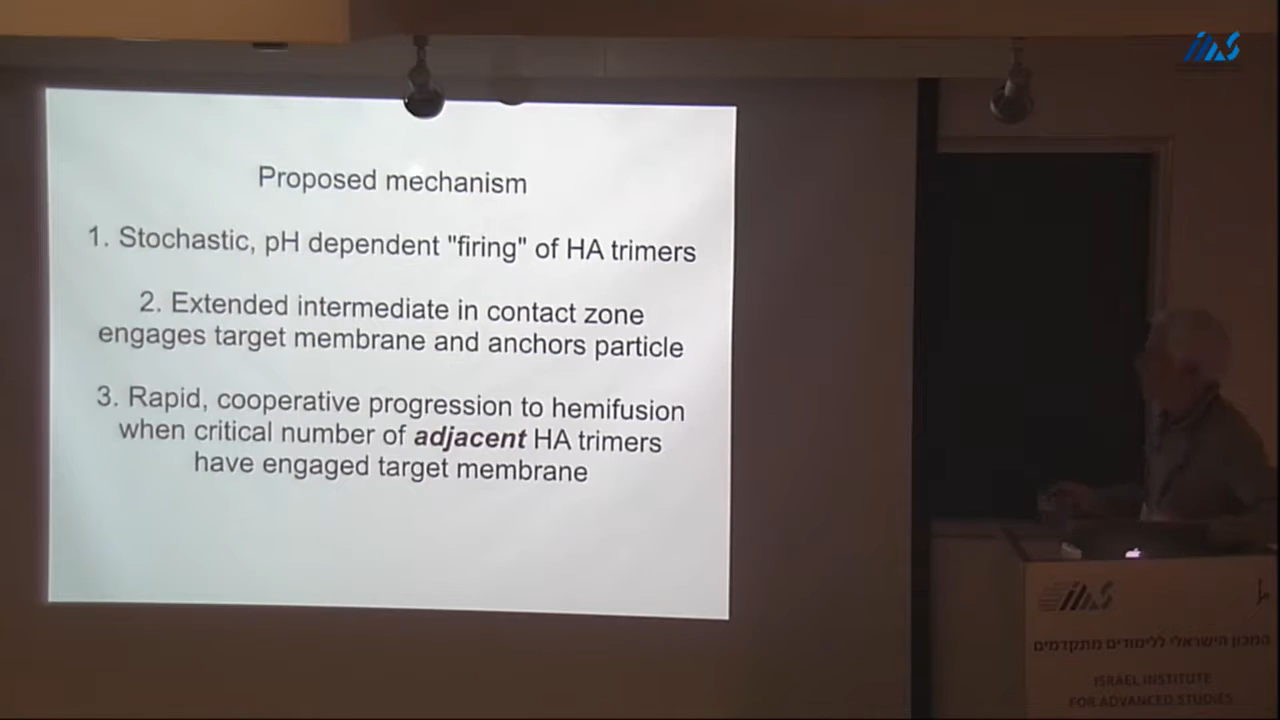 IIAS
Proposed mechanism
1. Stochastic, pH dependent "firing" of HA trimers
2. Extended intermediate in contact zone
engages target membrane and anchors particle
3. Rapid, cooperative progression to hemifusion
when critical number of adjacent HA trimers
have engaged target membrane
IIAS
המכון הישראלי ללימודים מתקדמים
ISRAEL INSTITUTE
FOR ADVANCED STUDIES